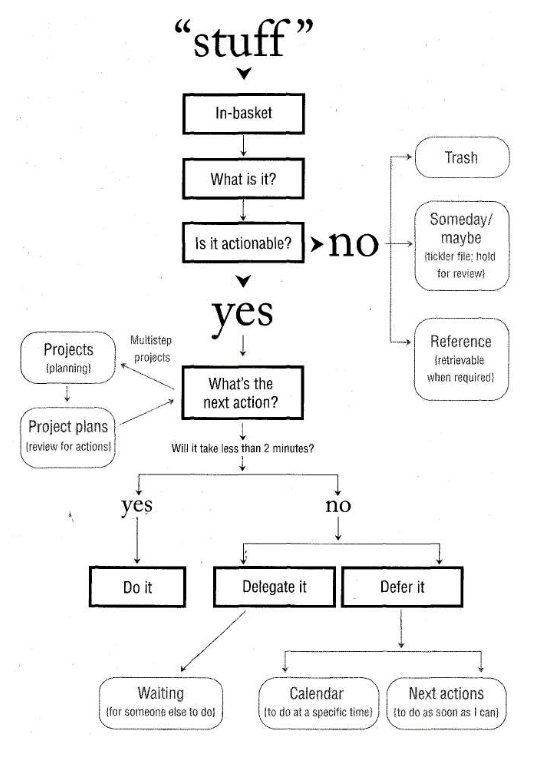 “stuff”
In-basket
What is it?
Is it actionable?
no
Trash
Someday/
maybe
(tickler file; hold
for review)
Reference
(retrievable
when required)
yes
Multistep
projects
Projects
(planning)
Project plans
(review for actions)
What's the
next action?
Will it take less than 2 minutes?
yes
no
Do it
Delegate it
Defer it
Waiting
(for someone else to do)
Calendar
(to do at a specific time)
Next actions
(to do as soon as I can)